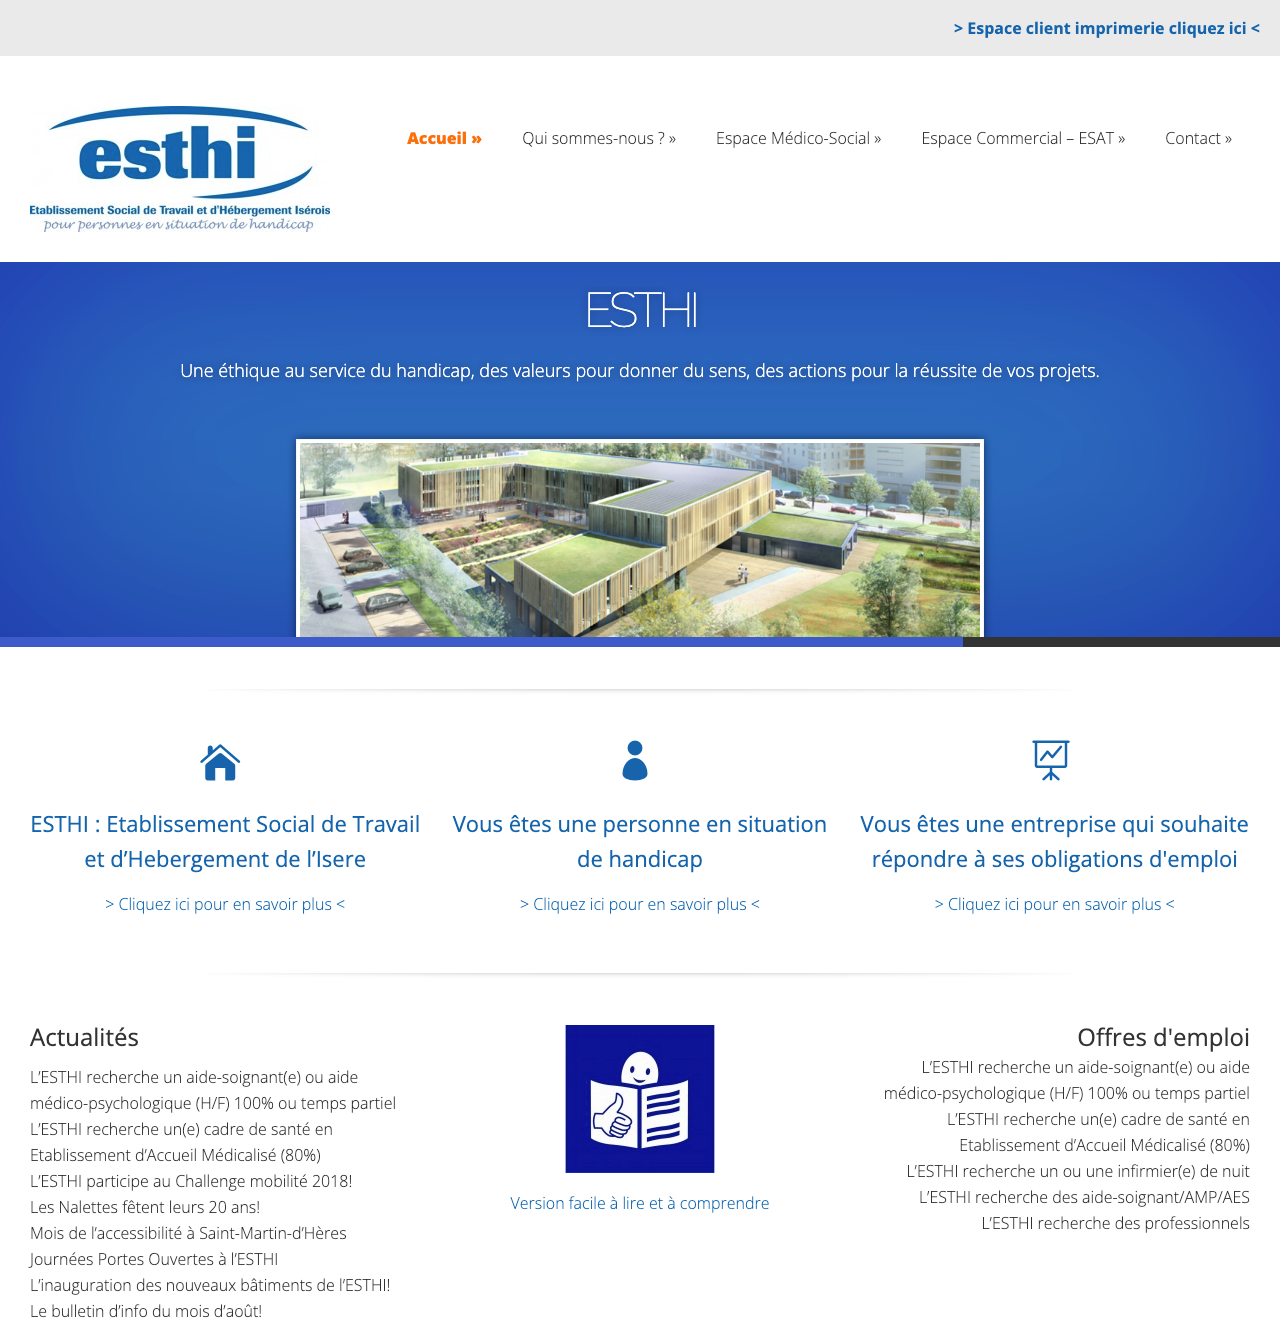 > Espace client imprimerie cliquez ici <
esthi
Etablissement Social de Travail et d'Hébergement Isérois
pour personnes en situation de handicap
Accueil »
Qui sommes-nous ? »
Espace Médico-Social »
Espace Commercial – ESAT »
Contact »
ESTHI
Une éthique au service du handicap, des valeurs pour donner du sens, des actions pour la réussite de vos projets.
ESTHI : Etablissement Social de Travail
et d’Hebergement de l’Isere
> Cliquez ici pour en savoir plus <
Vous êtes une personne en situation
de handicap
> Cliquez ici pour en savoir plus <
Vous êtes une entreprise qui souhaite
répondre à ses obligations d'emploi
> Cliquez ici pour en savoir plus <
Actualités
L’ESTHI recherche un aide-soignant(e) ou aide
médico-psychologique (H/F) 100% ou temps partiel
L’ESTHI recherche un(e) cadre de santé en
Etablissement d’Accueil Médicalisé (80%)
L’ESTHI participe au Challenge mobilité 2018!
Les Nalettes fêtent leurs 20 ans!
Mois de l’accessibilité à Saint-Martin-d’Hères
Journées Portes Ouvertes à l’ESTHI
L’inauguration des nouveaux bâtiments de l’ESTHI!
Le bulletin d’info du mois d’août!
Version facile à lire et à comprendre
Offres d'emploi
L’ESTHI recherche un aide-soignant(e) ou aide
médico-psychologique (H/F) 100% ou temps partiel
L’ESTHI recherche un(e) cadre de santé en
Etablissement d’Accueil Médicalisé (80%)
L’ESTHI recherche un ou une infirmier(e) de nuit
L’ESTHI recherche des aide-soignant/AMP/AES
L’ESTHI recherche des professionnels